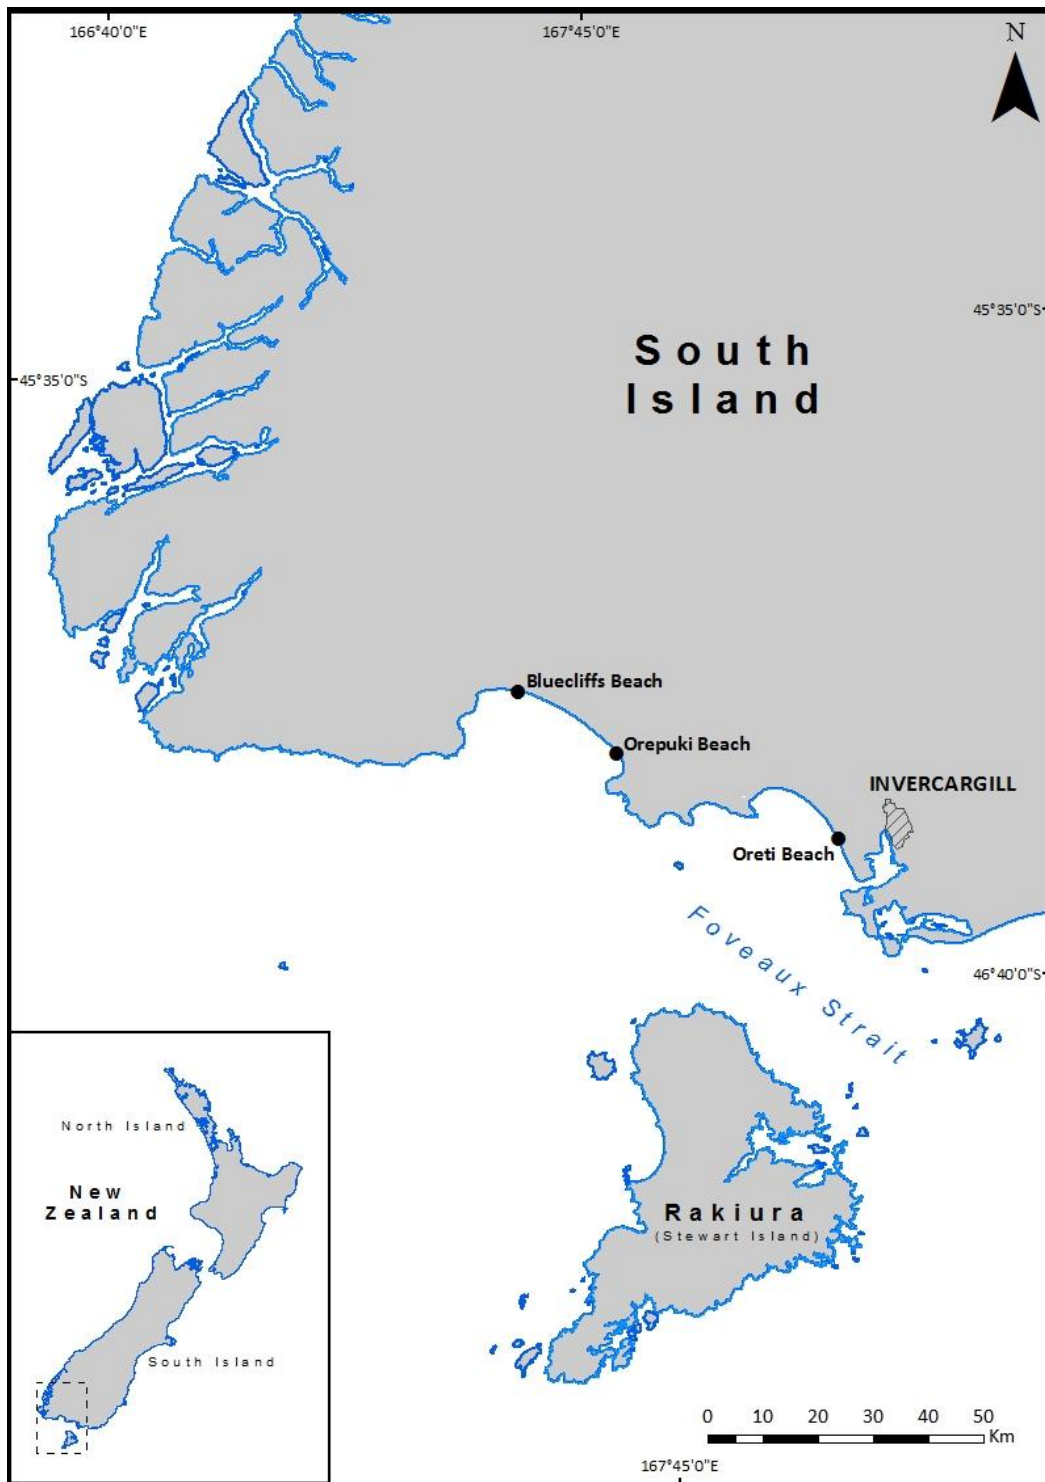 166°40'0"E
167°45'0"E
N
45°35'0"S
South
Island
45°35'0"S
Bluecliffs Beach
Orepuki Beach
INVERCARGILL
Oreti Beach
Foveaux Strait
46°40'0"S
North Island
New
Zealand
Rakiura
(Stewart Island)
South Island
0 10 20 30 40 50
Km
167°45'0"E